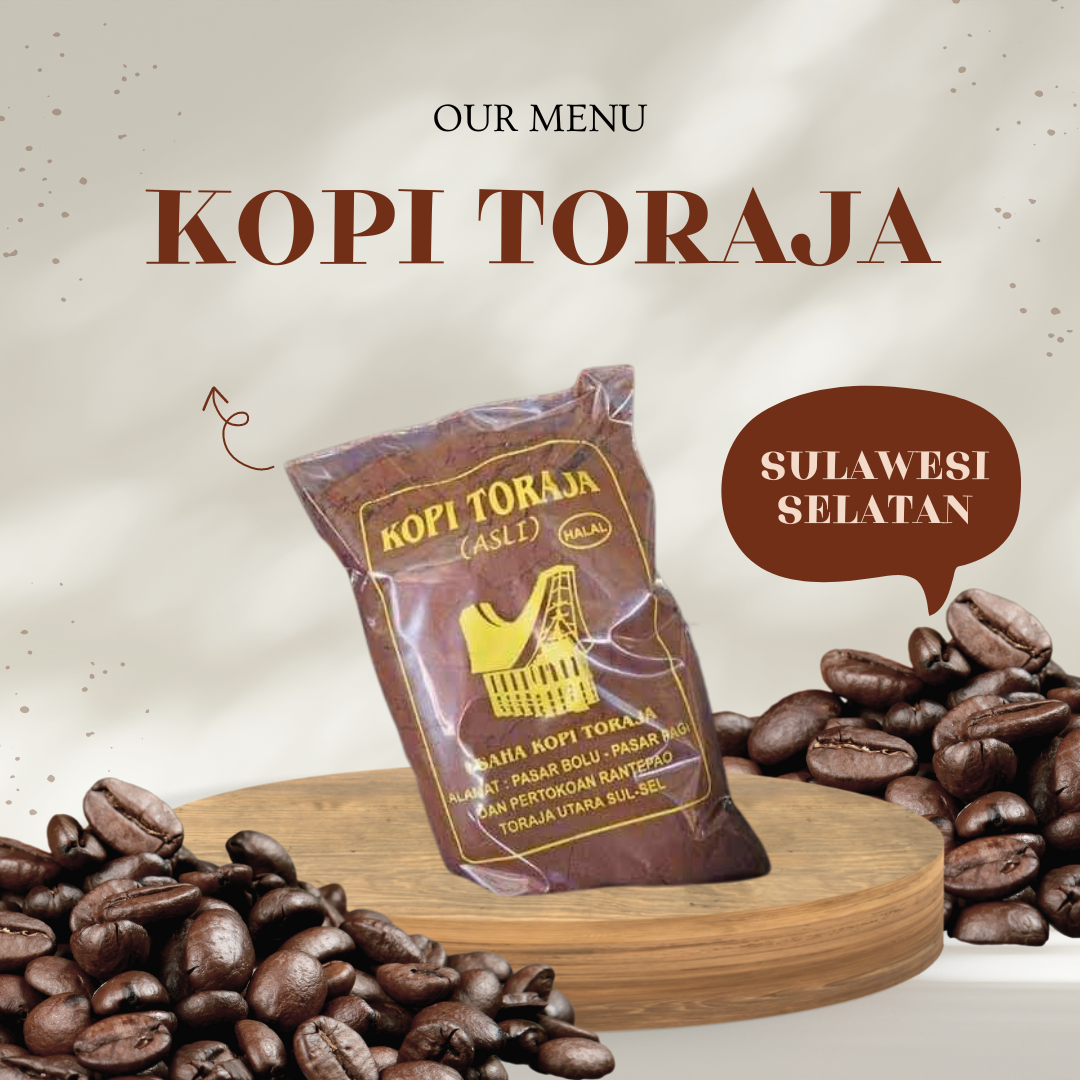 OUR MENU
KOPI TORAJA
SULAWESI
SELATAN
KOPI TORAJA
(ASLI) HALAL
USAHA KOPI TORAJA
ALAMAT : PASAR BOLU - PASAR PAGI
DAN PERTOKOAN RANTEPAO
TORAJA UTARA SUL-SEL